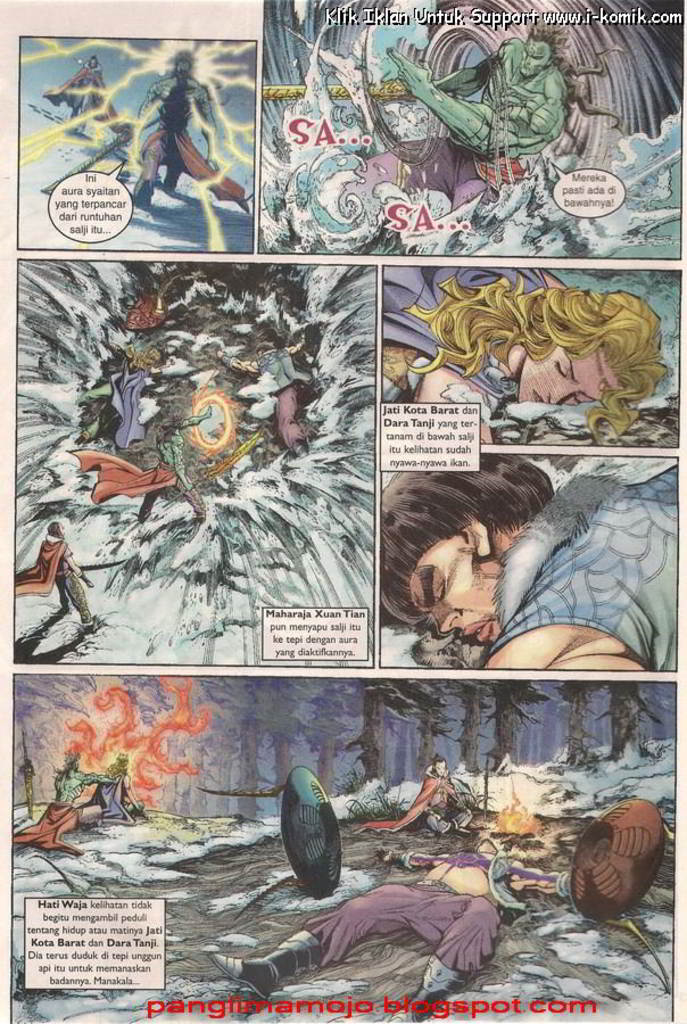 Klik Iklan Untuk Support www.i-komik.com
Ini
aura syaitan
yang terpancar
dari runtuhan
salji itu...
SA...
SA...
Mereka
pasti ada di
bawahnya!
Maharaja Xuan Tian
pun menyapu salji itu
ke tepi dengan aura
yang diaktifkannya.
Jati Kota Barat dan
Dara Tanji yang ter-
tanam di bawah salji
itu kelihatan sudah
nyawa-nyawa ikan.
Hati Waja kelihatan tidak
begitu mengambil peduli
tentang hidup atau matinya Jati
Kota Barat dan Dara Tanji.
Dia terus duduk di tepi unggun
api itu untuk memanaskan
badannya. Manakala...
panglimamojo.blogspot.com